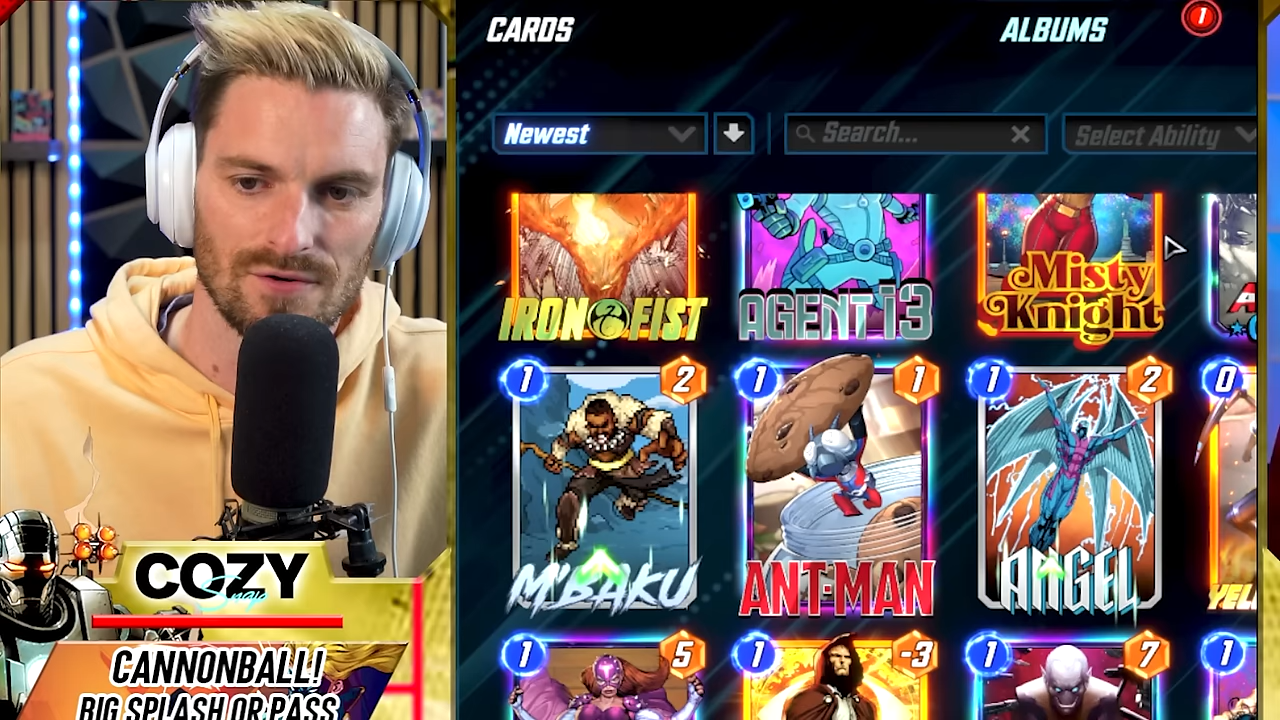 CARDS
ALBUMS
1
Newest
Search...
Select Ability
IRON FIST
AGENT 13
Misty
Knight
1
2
1
1
1
2
0
M'BAKU
ANT-MAN
ANGEL
COZY
Snap
1
5
1
-3
1
7
1
CANNONBALL!
BIG SPLASH OR PASS